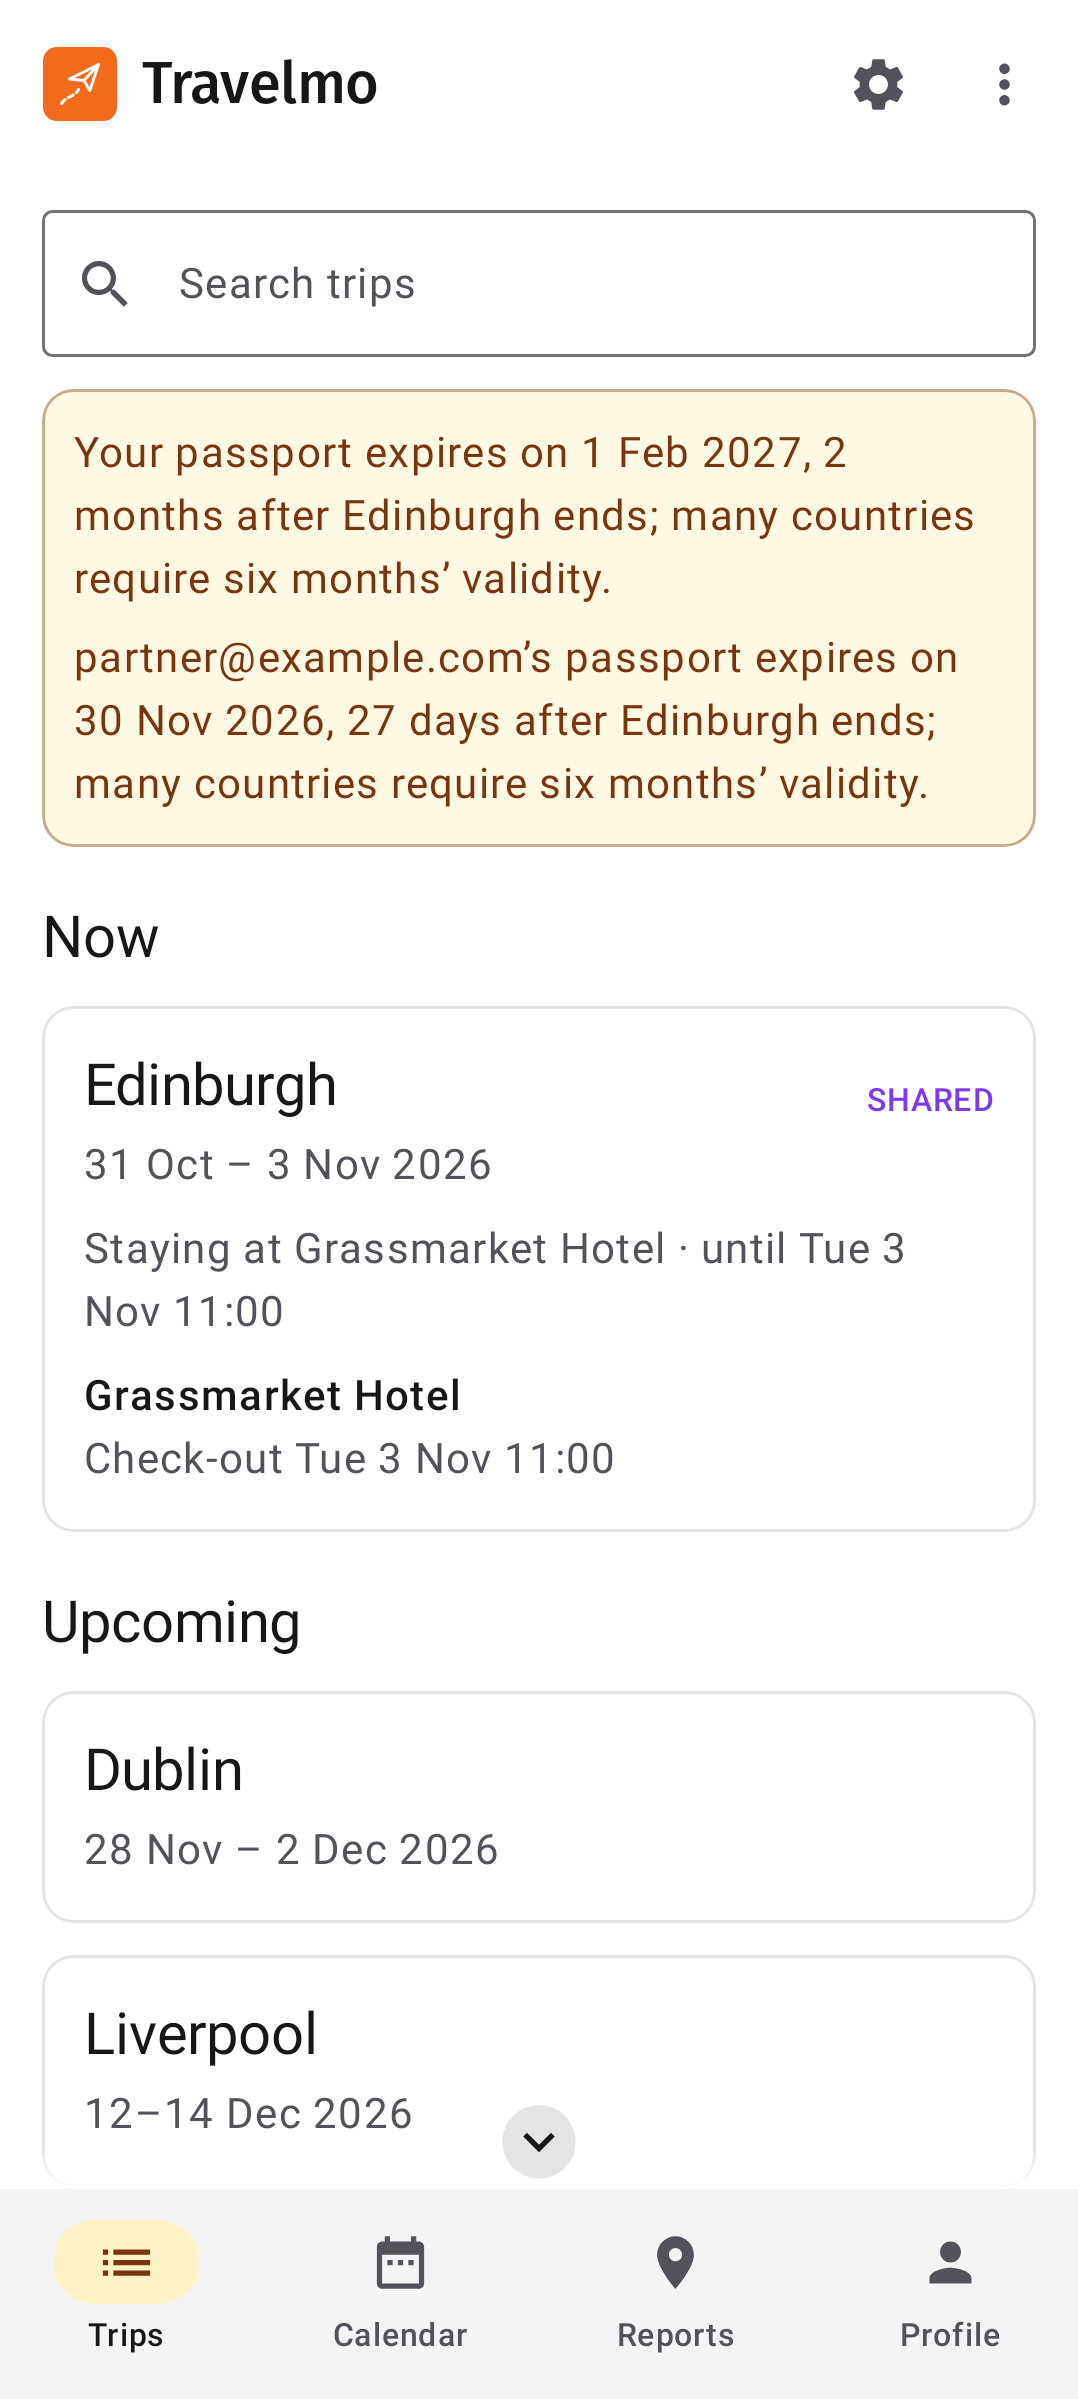 Travelmo
Search trips
Your passport expires on 1 Feb 2027, 2
months after Edinburgh ends; many countries
require six months’ validity.
partner@example.com’s passport expires on
30 Nov 2026, 27 days after Edinburgh ends;
many countries require six months’ validity.
Now
Edinburgh
SHARED
31 Oct – 3 Nov 2026
Staying at Grassmarket Hotel · until Tue 3
Nov 11:00
Grassmarket Hotel
Check-out Tue 3 Nov 11:00
Upcoming
Dublin
28 Nov – 2 Dec 2026
Liverpool
12–14 Dec 2026
Trips
Calendar
Reports
Profile